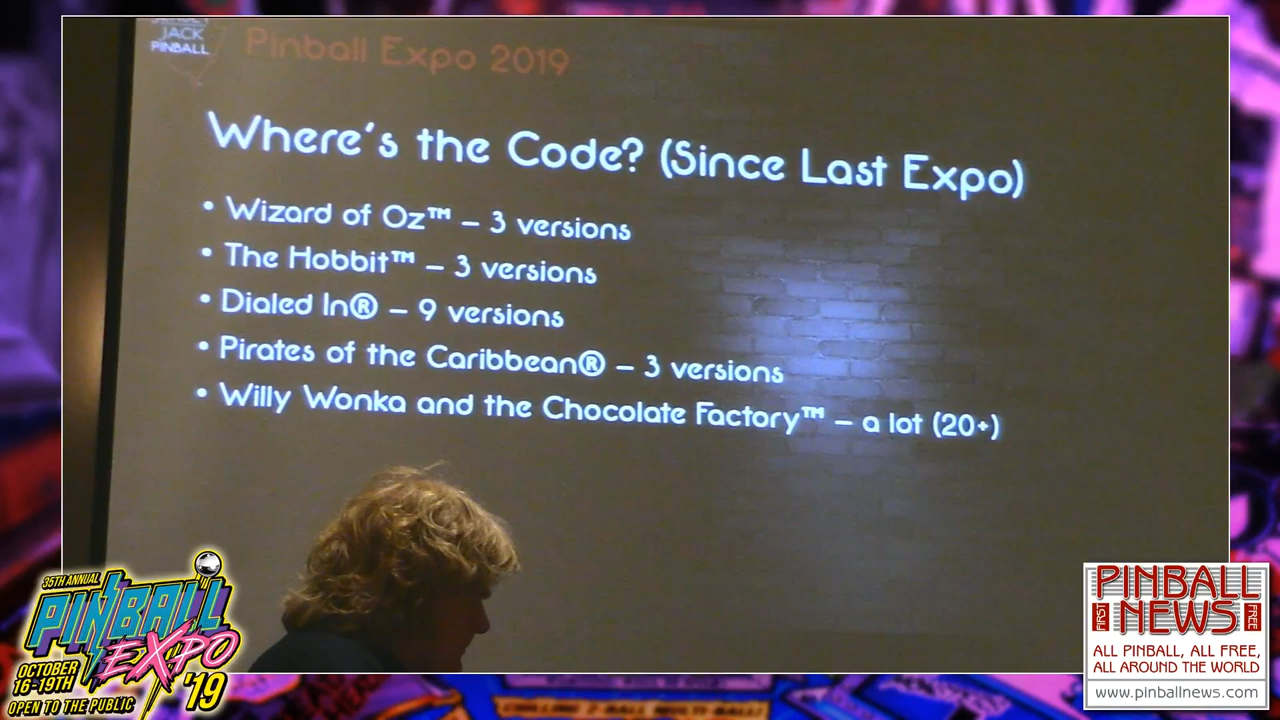 JACK
PINBALL
Pinball Expo 2019
Where's the Code? (Since Last Expo)
• Wizard of Oz™ – 3 versions
• The Hobbit™ – 3 versions
• Dialed In® – 9 versions
• Pirates of the Caribbean® – 3 versions
• Willy Wonka and the Chocolate Factory™ – a lot (20+)
35TH ANNUAL
PINBALL
EXPO
OCTOBER
16-19TH
'19
OPEN TO THE PUBLIC
PINBALL
FIRST NEWS FREE
ALL PINBALL, ALL FREE,
ALL AROUND THE WORLD
www.pinballnews.com